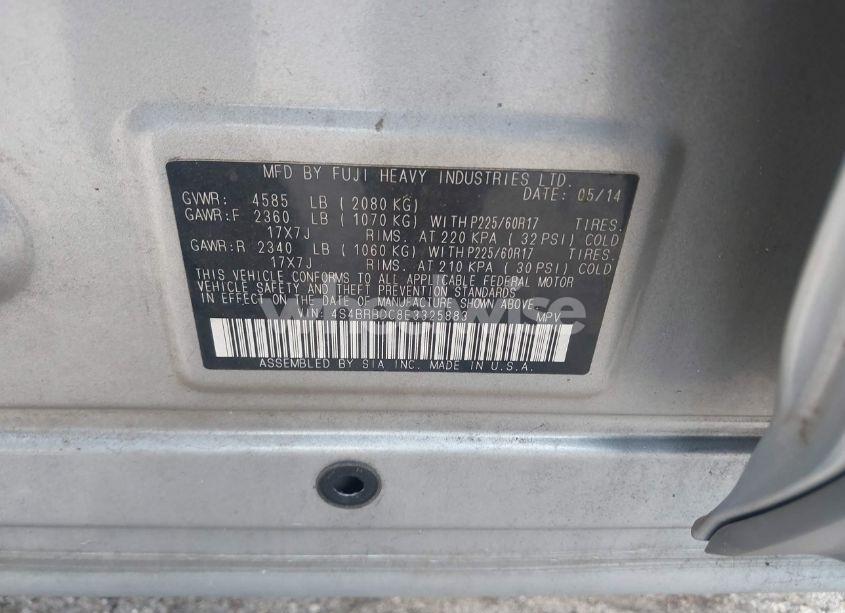 MFD BY FUJI HEAVY INDUSTRIES LTD.
DATE: 05/14
GVWR: 4585 LB ( 2080 KG)
GAWR:F 2360 LB ( 1070 KG) WITH P225/60R17 TIRES.
17X7J RIMS. AT 220 KPA ( 32 PSI) COLD
GAWR:R 2340 LB ( 1060 KG) WITH P225/60R17 TIRES.
17X7J RIMS. AT 210 KPA ( 30 PSI) COLD
THIS VEHICLE CONFORMS TO ALL APPLICABLE FEDERAL MOTOR
VEHICLE SAFETY AND THEFT PREVENTION STANDARDS
IN EFFECT ON THE DATE OF MANUFACTURE SHOWN ABOVE.
VIN: 4S4BRBDC8E3325883 MPV
ASSEMBLED BY SIA INC. MADE IN U.S.A.